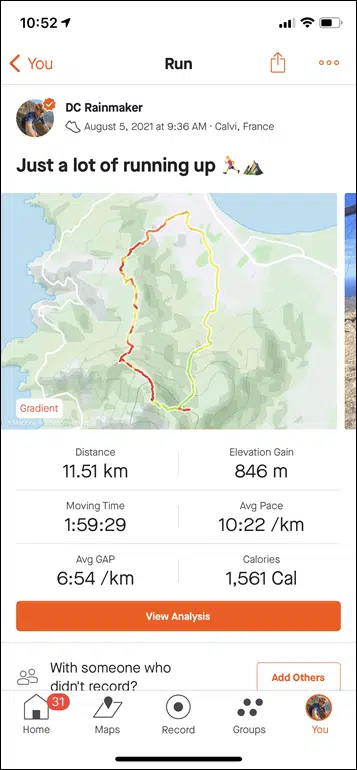 10:52
You
Run
DC Rainmaker
August 5, 2021 at 9:36 AM · Calvi, France
Just a lot of running up 🏃‍♂️⛰️
Gradient
Distance
11.51 km
Elevation Gain
846 m
Moving Time
1:59:29
Avg Pace
10:22 /km
Avg GAP
6:54 /km
Calories
1,561 Cal
View Analysis
With someone who
didn't record?
Add Others
31
Home
Maps
Record
Groups
You